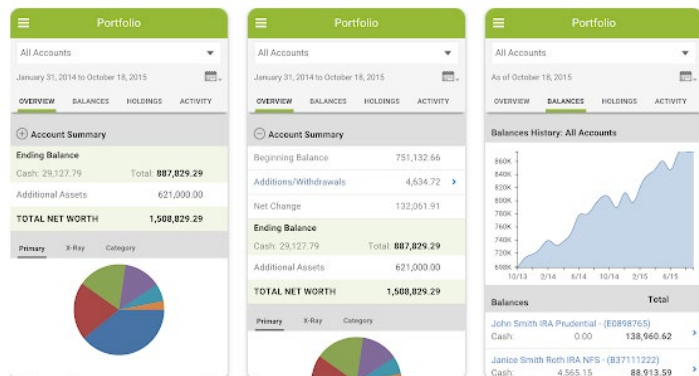 Portfolio
All Accounts
January 31, 2014 to October 18, 2015
OVERVIEW BALANCES HOLDINGS ACTIVITY
Account Summary
Ending Balance
Cash: 29,127.79 Total: 887,829.29
Additional Assets 621,000.00
TOTAL NET WORTH 1,508,829.29
Primary X-Ray Category
Portfolio
All Accounts
January 31, 2014 to October 18, 2015
OVERVIEW BALANCES HOLDINGS ACTIVITY
Account Summary
Beginning Balance 751,132.66
Additions/Withdrawals 4,634.72
Net Change 132,061.91
Ending Balance
Cash: 29,127.79 Total: 887,829.29
Additional Assets 621,000.00
TOTAL NET WORTH 1,508,829.29
Primary X-Ray Category
Portfolio
All Accounts
As of October 18, 2015
OVERVIEW BALANCES HOLDINGS ACTIVITY
Balances History: All Accounts
860K
840K
820K
800K
780K
760K
740K
698K
10/13 2/14 6/14 10/14 2/15 6/15
Balances Total
John Smith IRA Prudential - (E0898765)
Cash: 0.00 138,960.62
Janice Smith Roth IRA NFS - (B37111222)
Cash: 4,565.15 88,913.59